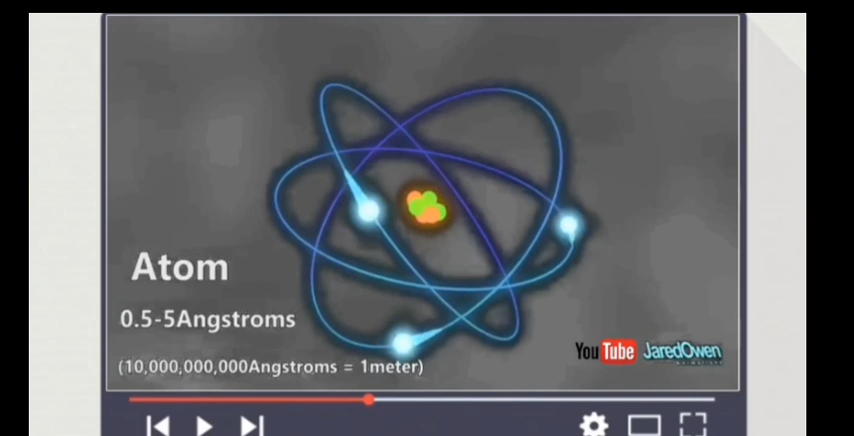 Atom
0.5-5Angstroms
(10,000,000,000Angstroms = 1meter)
YouTube JaredOwen